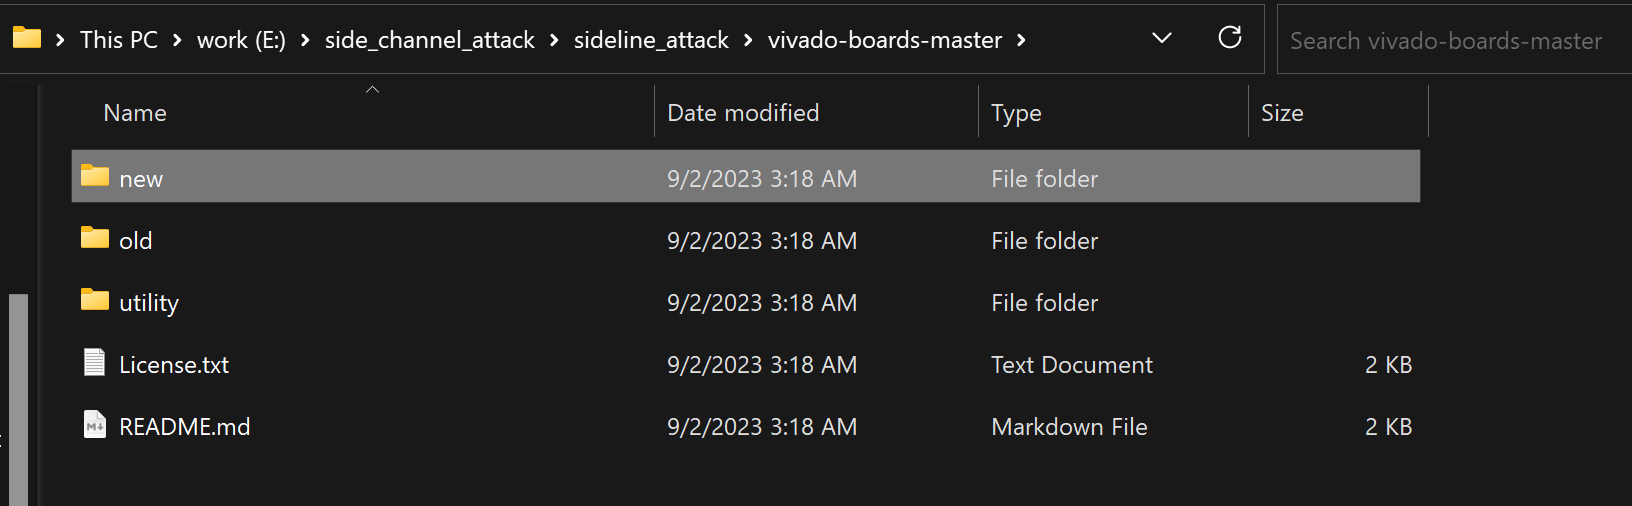 This PC > work (E:) > side_channel_attack > sideline_attack > vivado-boards-master >
Search vivado-boards-master
Name Date modified Type Size
new 9/2/2023 3:18 AM File folder
old 9/2/2023 3:18 AM File folder
utility 9/2/2023 3:18 AM File folder
License.txt 9/2/2023 3:18 AM Text Document 2 KB
README.md 9/2/2023 3:18 AM Markdown File 2 KB